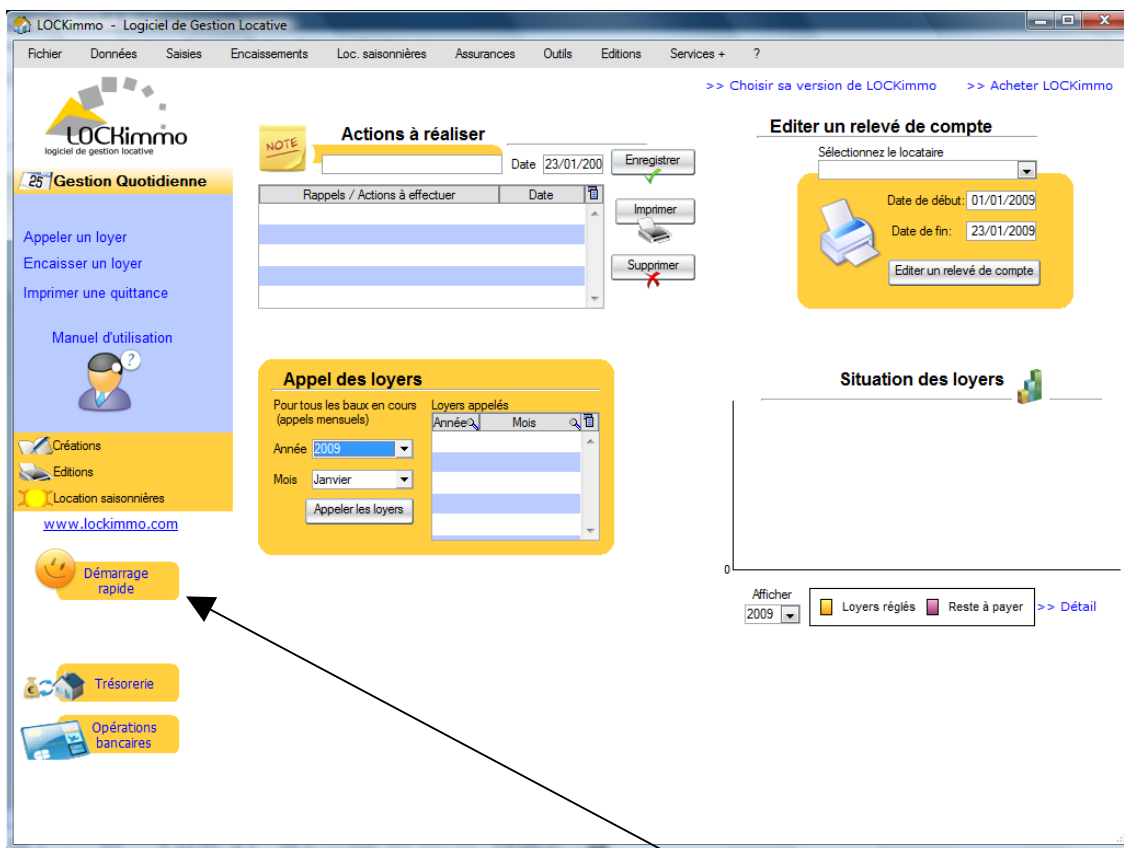 LOCKimmo - Logiciel de Gestion Locative
Fichier Données Saisies Encaissements Loc. saisonnières Assurances Outils Editions Services + ?
>> Choisir sa version de LOCKimmo >> Acheter LOCKimmo
LOCKimmo
logiciel de gestion locative
25 Gestion Quotidienne
Appeler un loyer
Encaisser un loyer
Imprimer une quittance
Manuel d'utilisation
?
Créations
Editions
Location saisonnières
www.lockimmo.com
Démarrage
rapide
Trésorerie
Opérations
bancaires
NOTE
Actions à réaliser
Date 23/01/200 Enregistrer
Rappels / Actions à effectuer Date
Imprimer
Supprimer
Editer un relevé de compte
Sélectionnez le locataire
Date de début: 01/01/2009
Date de fin: 23/01/2009
Editer un relevé de compte
Appel des loyers
Pour tous les baux en cours
(appels mensuels)
Loyers appelés
Année Mois
Année 2009
Mois Janvier
Appeler les loyers
Situation des loyers
0
Afficher
2009
Loyers réglés Reste à payer >> Détail